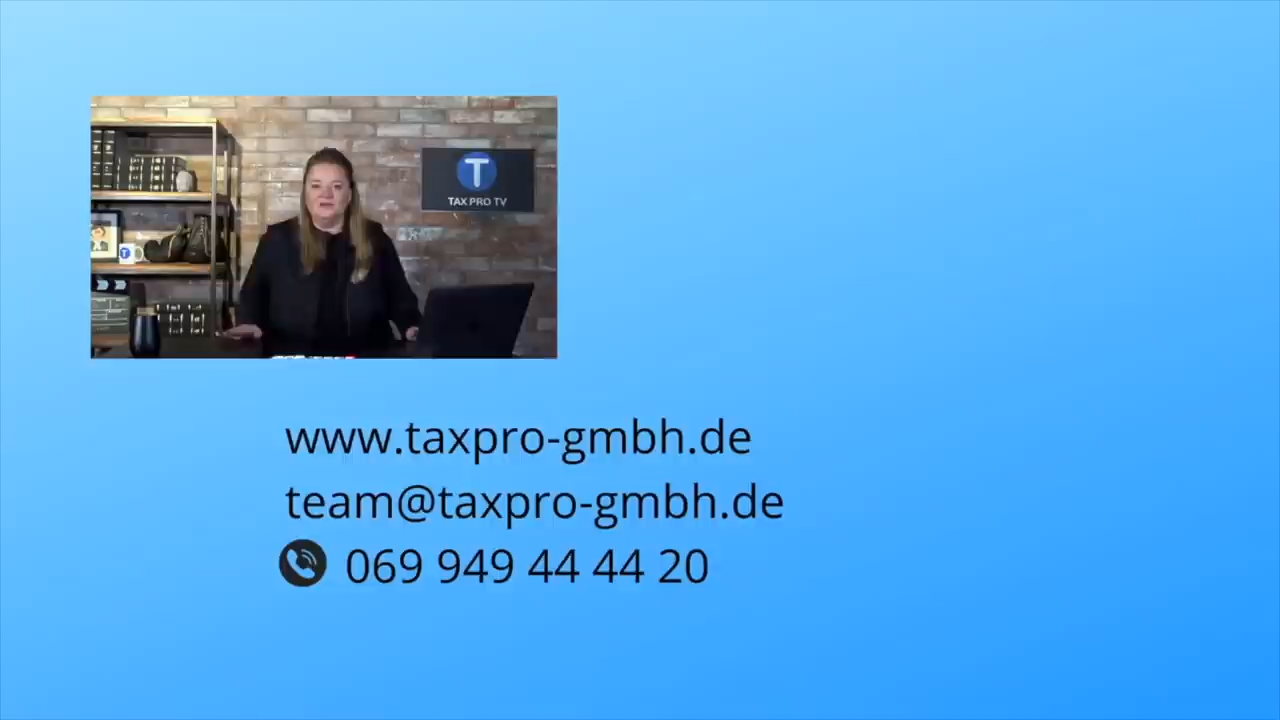 T
TAX PRO TV
www.taxpro-gmbh.de
team@taxpro-gmbh.de
069 949 44 44 20